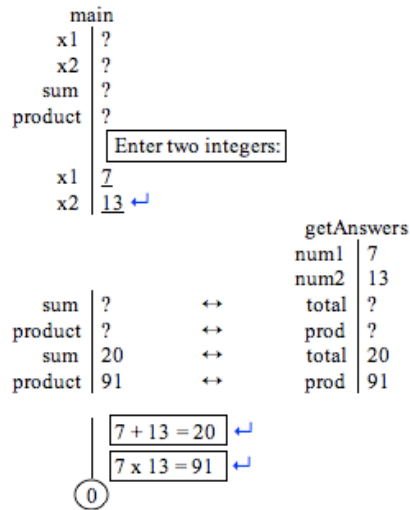 main
x1 ?
x2 ?
sum ?
product ?
Enter two integers:
x1 7
x2 13 ↵
getAnswers
num1 7
num2 13
sum ? ↔ total ?
product ? ↔ prod ?
sum 20 ↔ total 20
product 91 ↔ prod 91
7 + 13 = 20 ↵
7 x 13 = 91 ↵
0